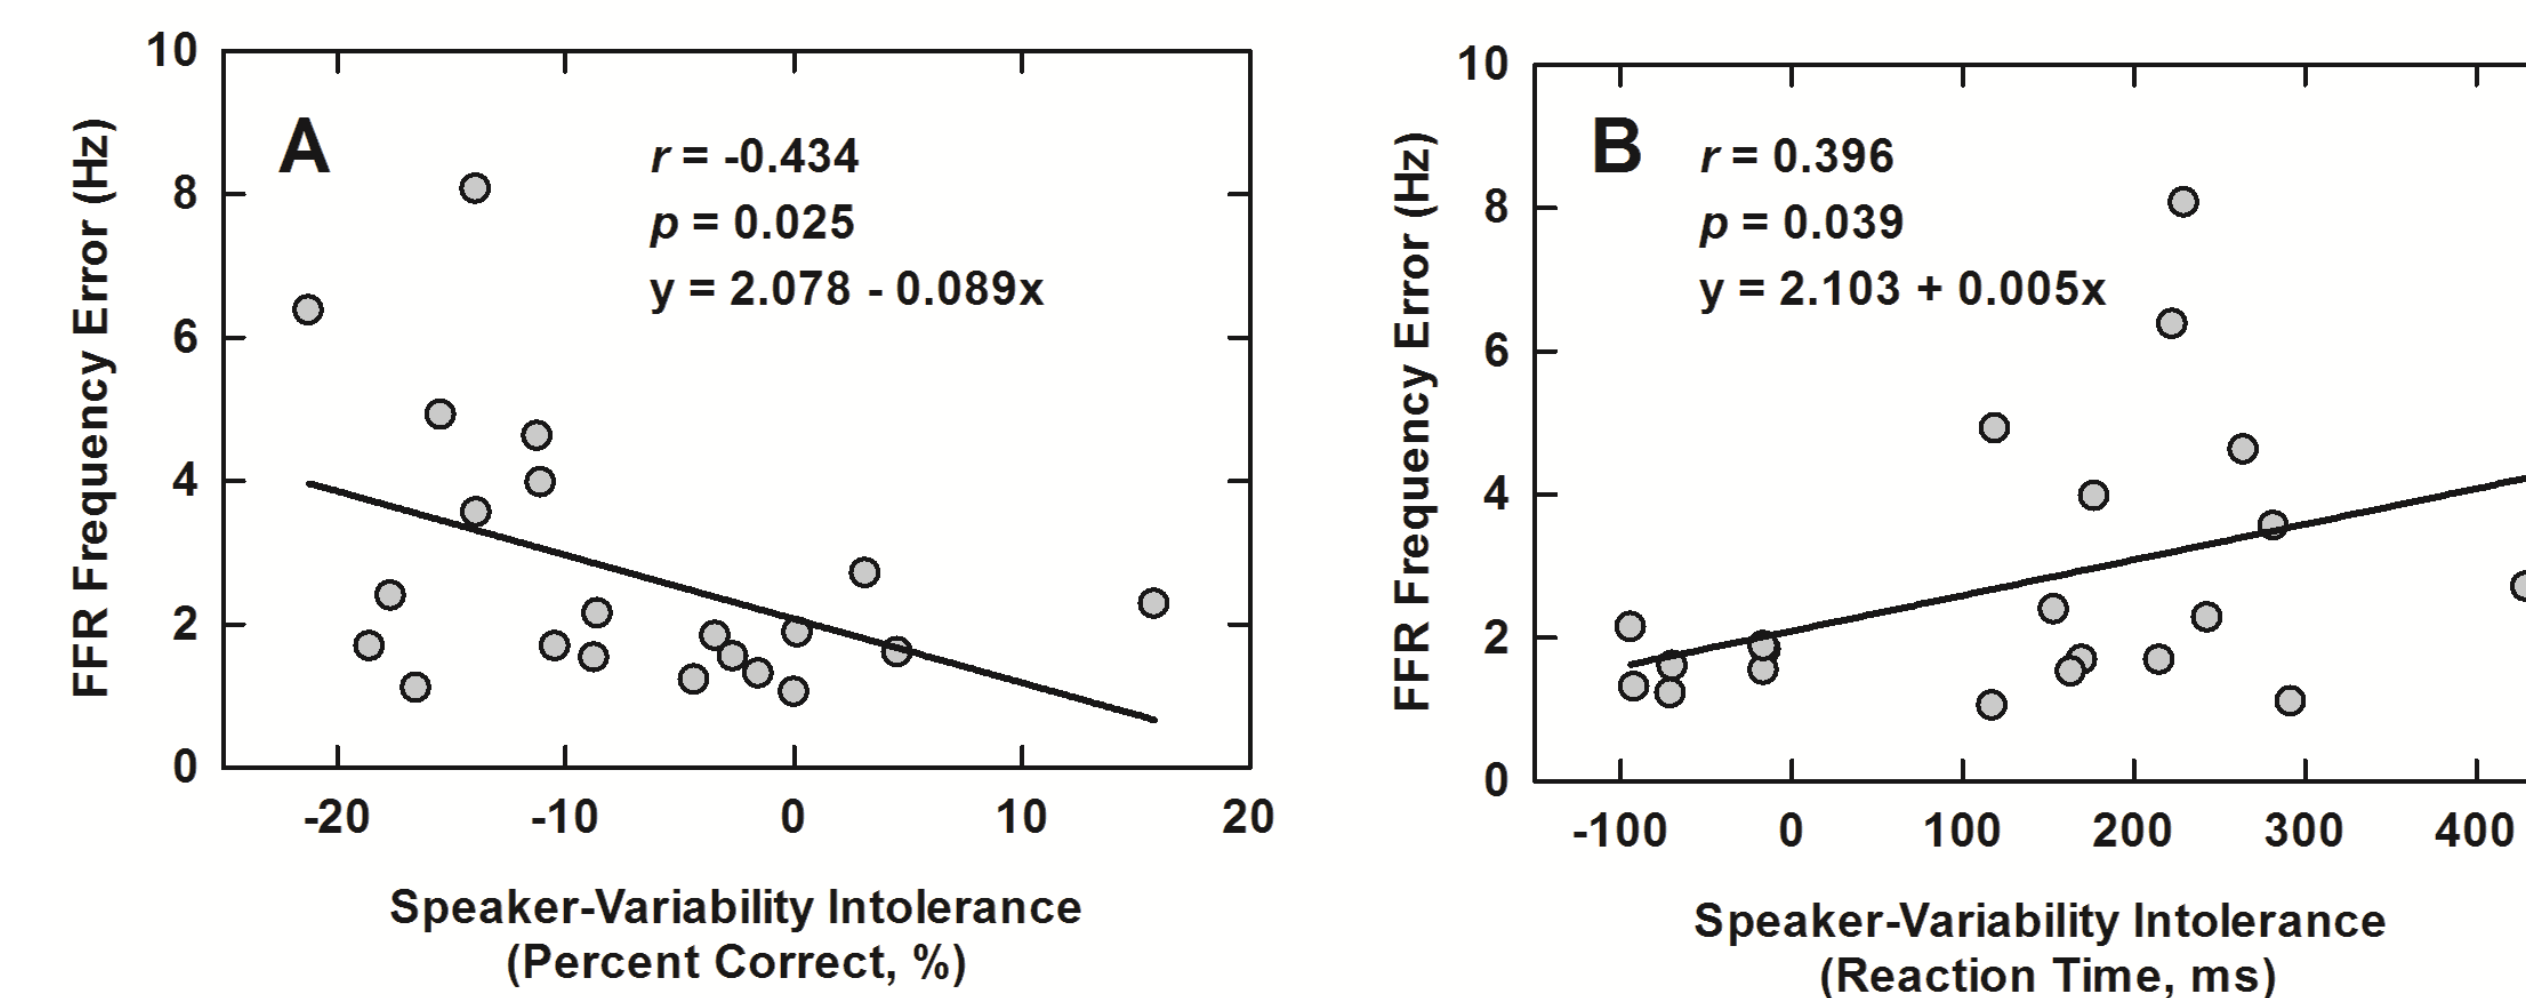 A
r = -0.434
p = 0.025
y = 2.078 - 0.089x
FFR Frequency Error (Hz)
10
8
6
4
2
0
-20 -10 0 10 20
Speaker-Variability Intolerance
(Percent Correct, %)
B
r = 0.396
p = 0.039
y = 2.103 + 0.005x
FFR Frequency Error (Hz)
10
8
6
4
2
0
-100 0 100 200 300 400
Speaker-Variability Intolerance
(Reaction Time, ms)